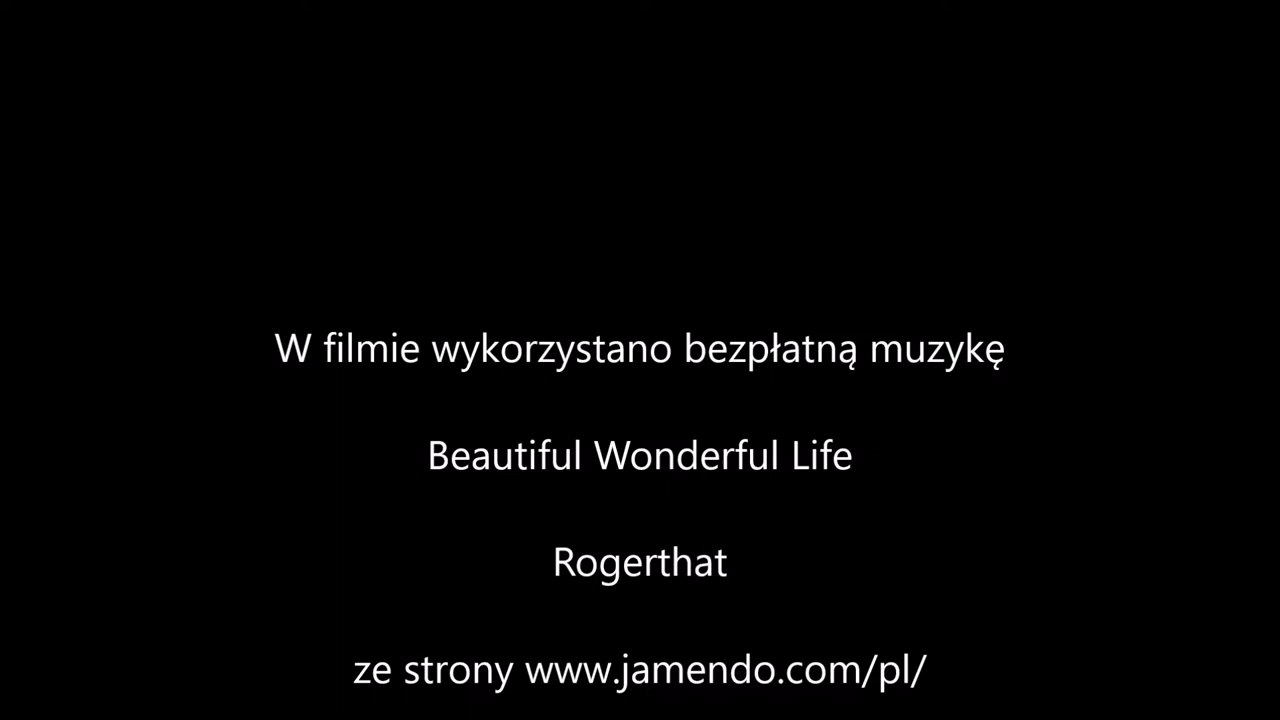 W filmie wykorzystano bezpłatną muzykę
Beautiful Wonderful Life
Rogerthat
ze strony www.jamendo.com/pl/